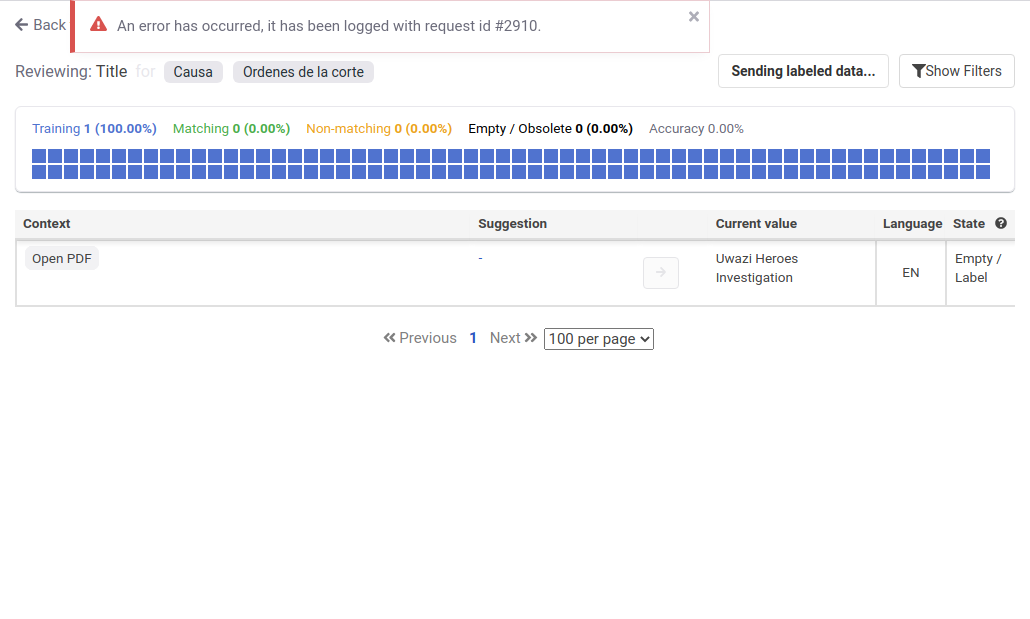 Back
An error has occurred, it has been logged with request id #2910.
Reviewing: Title for Causa Ordenes de la corte
Sending labeled data... Show Filters
Training 1 (100.00%) Matching 0 (0.00%) Non-matching 0 (0.00%) Empty / Obsolete 0 (0.00%) Accuracy 0.00%
Context Suggestion Current value Language State
Open PDF - Uwazi Heroes Investigation EN Empty / Label
Previous 1 Next 100 per page